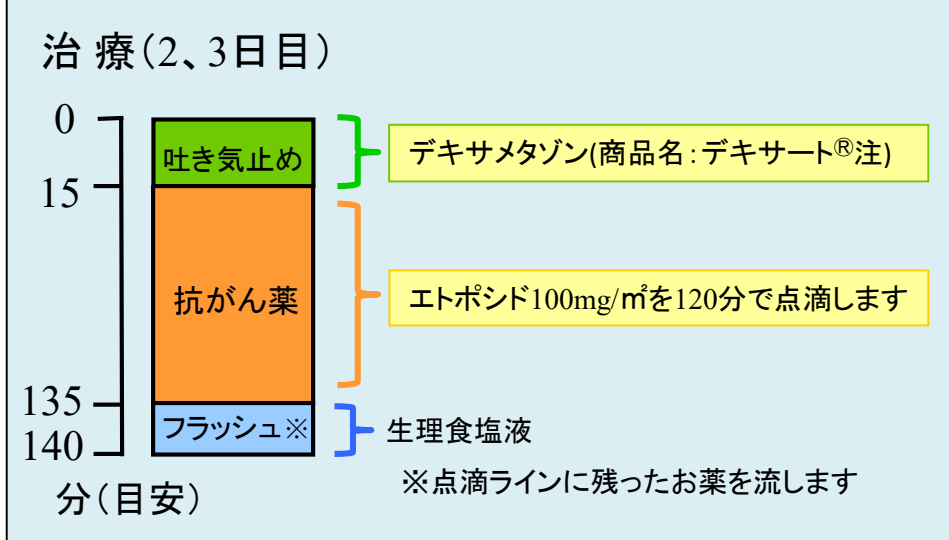 治 療（2、3日目）
0
吐き気止め
デキサメタゾン(商品名：デキサート®注)
15
抗がん薬
エトポシド100mg/㎡を120分で点滴します
135
フラッシュ※
生理食塩液
140
※点滴ラインに残ったお薬を流します
分（目安）